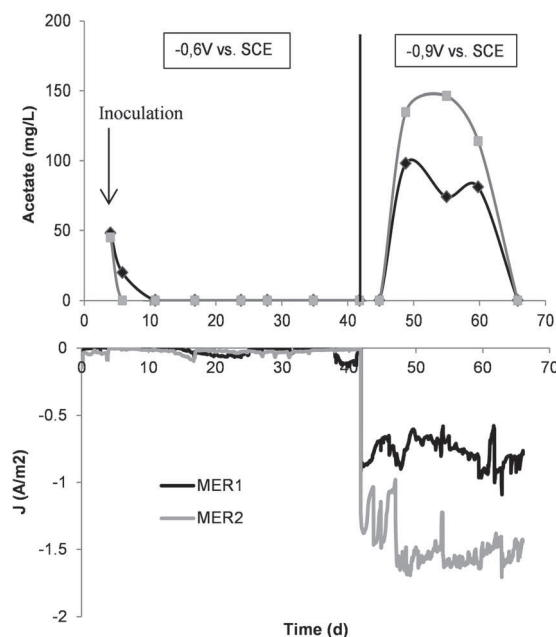 200
150
100
50
0
Acetate (mg/L)
-0,6V vs. SCE
-0,9V vs. SCE
Inoculation
0 10 20 30 40 50 60 70
0
-0.5
-1
-1.5
-2
J (A/m2)
0 10 20 30 40 50 60 70
MER1
MER2
Time (d)